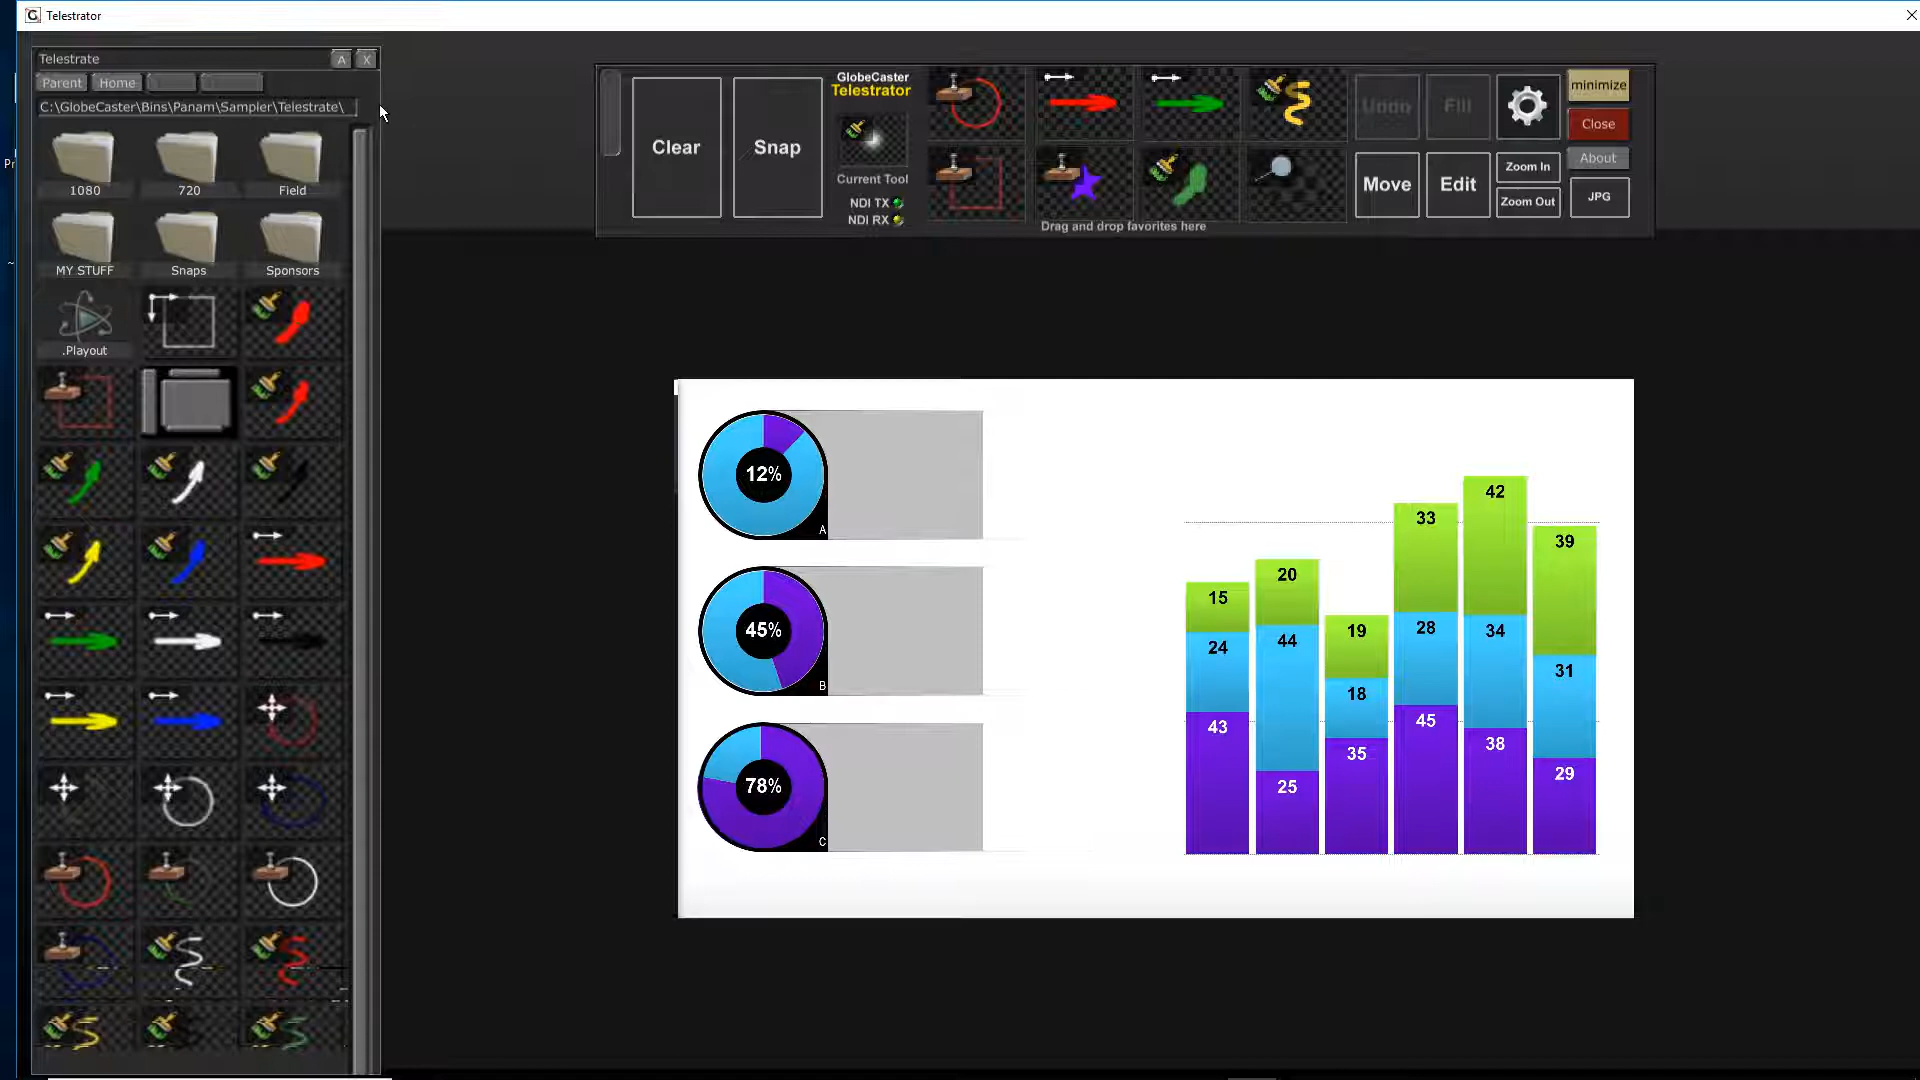 Telestrator
Telestrate
A
X
Parent
Home
C:\GlobeCaster\Bins\Panam\Sampler\Telestrate\
1080
720
Field
MY STUFF
Snaps
Sponsors
.Playout
Clear
Snap
GlobeCaster
Telestrator
Current Tool
NDI TX
NDI RX
Drag and drop favorites here
Undo
Fill
Move
Edit
Zoom In
Zoom Out
minimize
Close
About
JPG
12%
A
45%
B
78%
C
15
24
43
20
44
25
19
18
35
33
28
45
42
34
38
39
31
29